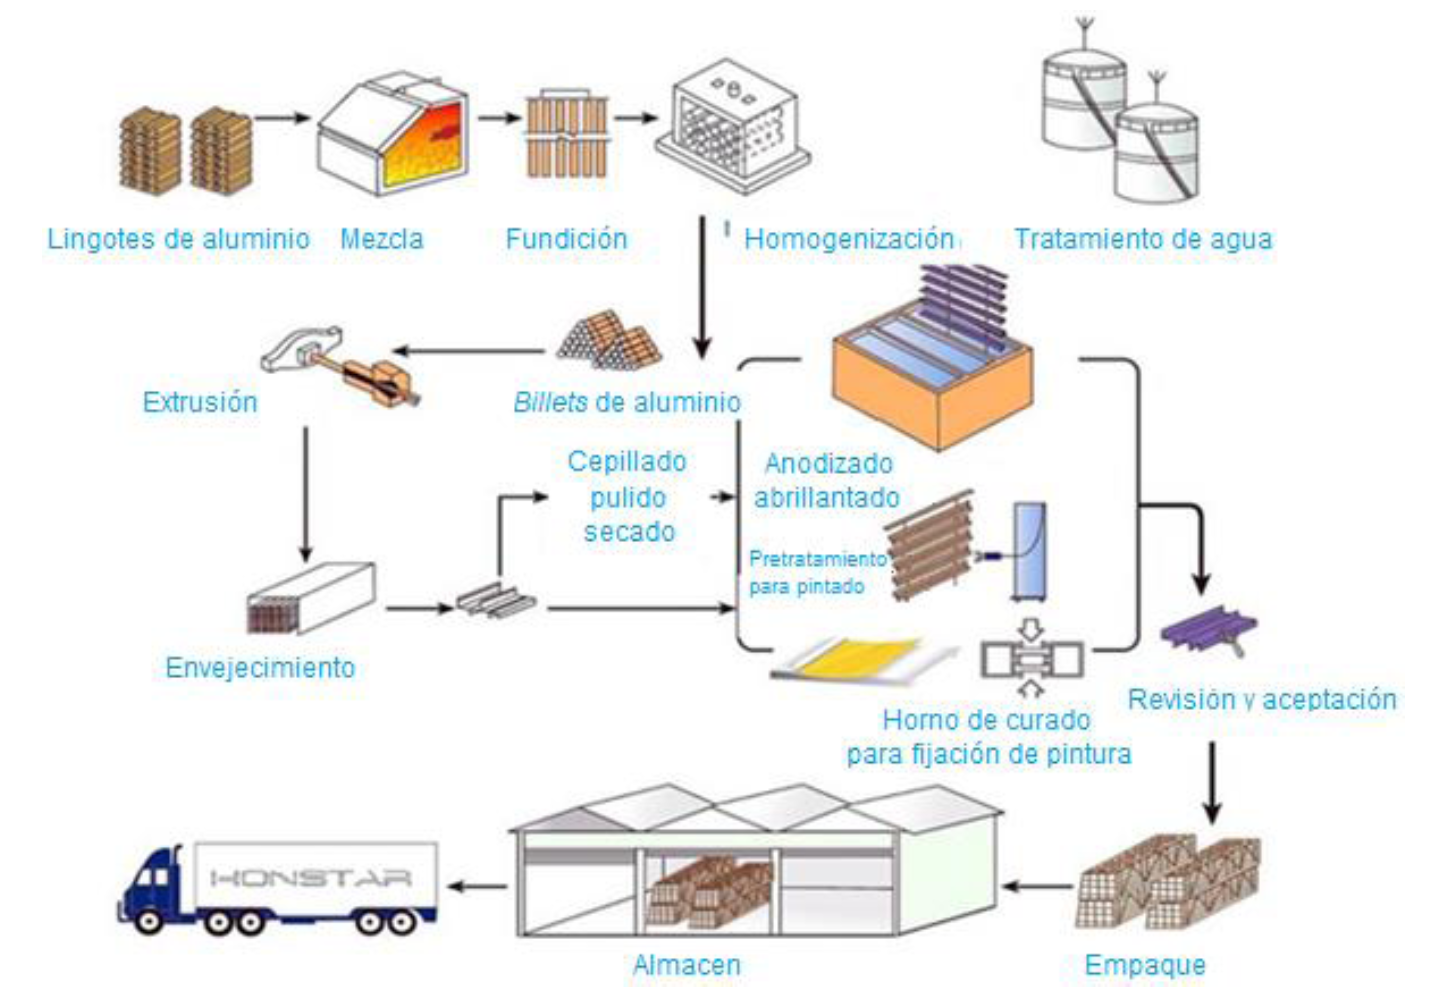 Lingotes de aluminio
Mezcla
Fundición
Homogenización
Tratamiento de agua
Extrusión
Billets de aluminio
Cepillado
pulido
secado
Anodizado
abrillantado
Pretratamiento
para pintado
Envejecimiento
Revisión y aceptación
Horno de curado
para fijación de pintura
HONSTAR
Almacen
Empaque